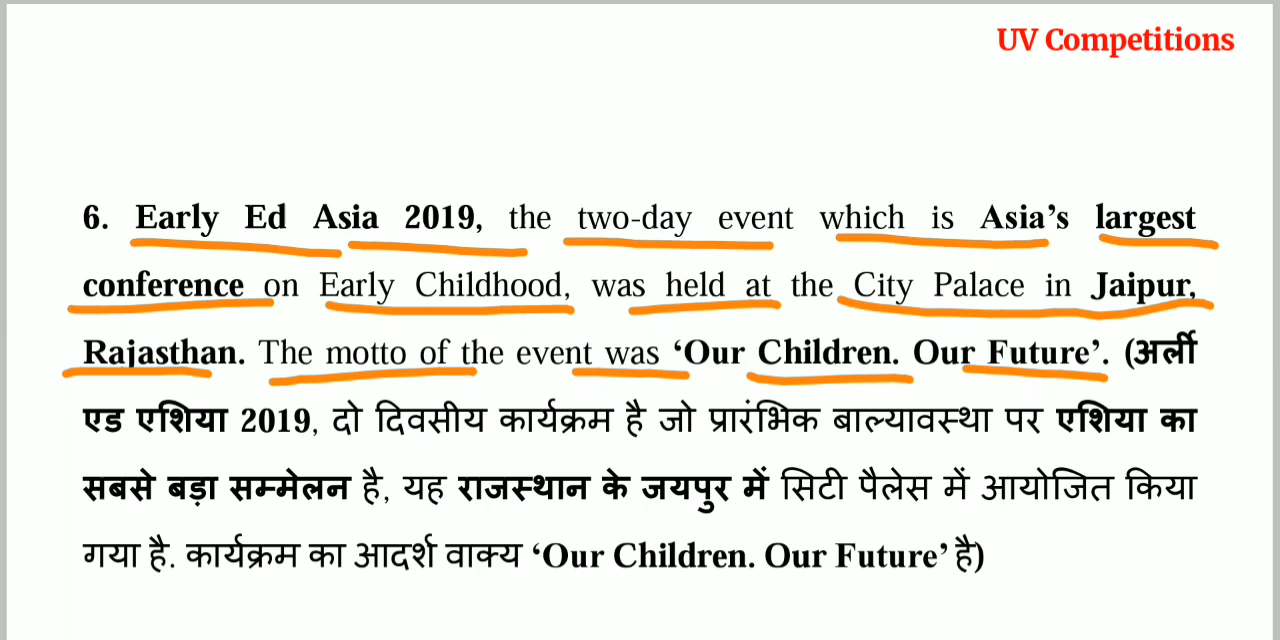 UV Competitions
6. Early Ed Asia 2019, the two-day event which is Asia’s largest
conference on Early Childhood, was held at the City Palace in Jaipur,
Rajasthan. The motto of the event was ‘Our Children. Our Future’. (अर्ली
एड एशिया 2019, दो दिवसीय कार्यक्रम है जो प्रारंभिक बाल्यावस्था पर एशिया का
सबसे बड़ा सम्मेलन है, यह राजस्थान के जयपुर में सिटी पैलेस में आयोजित किया
गया है. कार्यक्रम का आदर्श वाक्य ‘Our Children. Our Future’ है)